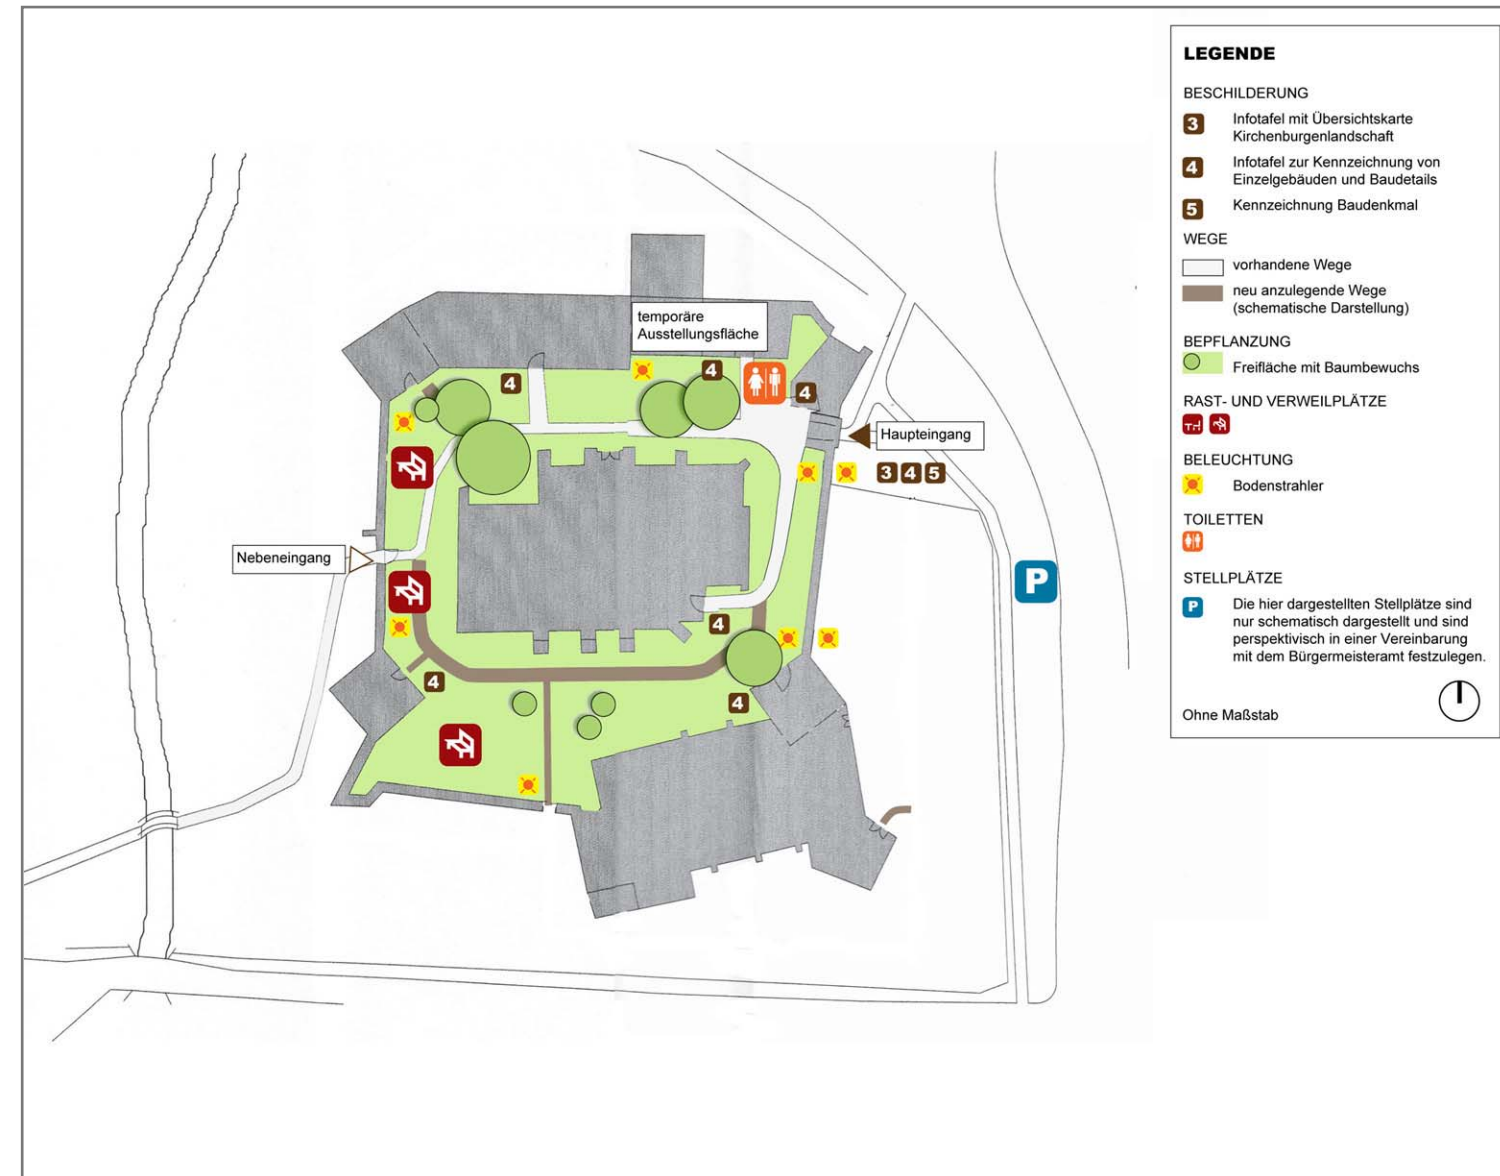 temporäre
Ausstellungsfläche
4
4
4
Haupteingang
3 4 5
Nebeneingang
P
4
4
4
LEGENDE
BESCHILDERUNG
3 Infotafel mit Übersichtskarte
Kirchenburgenlandschaft
4 Infotafel zur Kennzeichnung von
Einzelgebäuden und Baudetails
5 Kennzeichnung Baudenkmal
WEGE
vorhandene Wege
neu anzulegende Wege
(schematische Darstellung)
BEPFLANZUNG
Freifläche mit Baumbewuchs
RAST- UND VERWEILPLÄTZE
BELEUCHTUNG
Bodenstrahler
TOILETTEN
STELLPLÄTZE
P Die hier dargestellten Stellplätze sind
nur schematisch dargestellt und sind
perspektivisch in einer Vereinbarung
mit dem Bürgermeisteramt festzulegen.
Ohne Maßstab